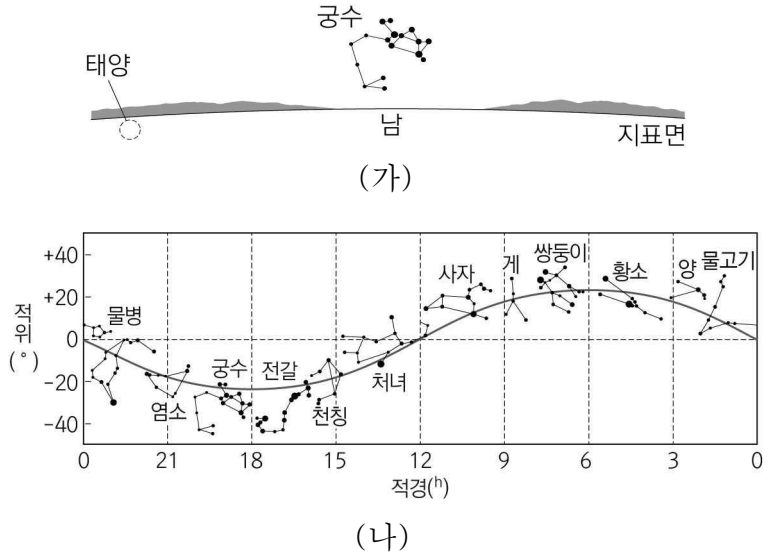 궁수
태양
남
지표면
(가)
+40
사자
게
쌍둥이
황소
양
물고기
+20
물병
적위(°)
0
궁수
전갈
처녀
-20
염소
천칭
-40
0
21
18
15
12
9
6
3
0
적경(h)
(나)